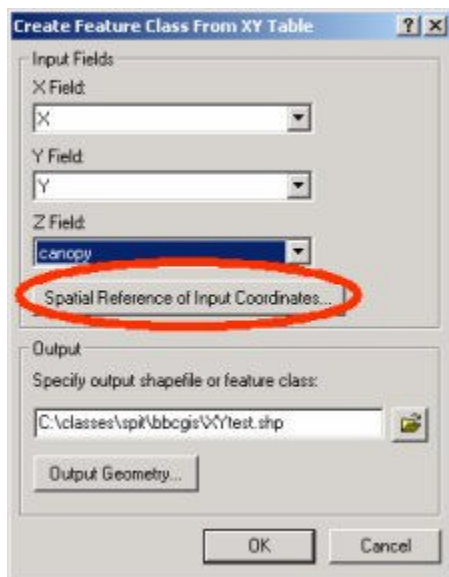 Create Feature Class From XY Table
Input Fields
X Field:
X
Y Field:
Y
Z Field:
canopy
Spatial Reference of Input Coordinates...
Output
Specify output shapefile or feature class:
C:\classes\spit\bbcgis\XYtest.shp
Output Geometry...
OK Cancel